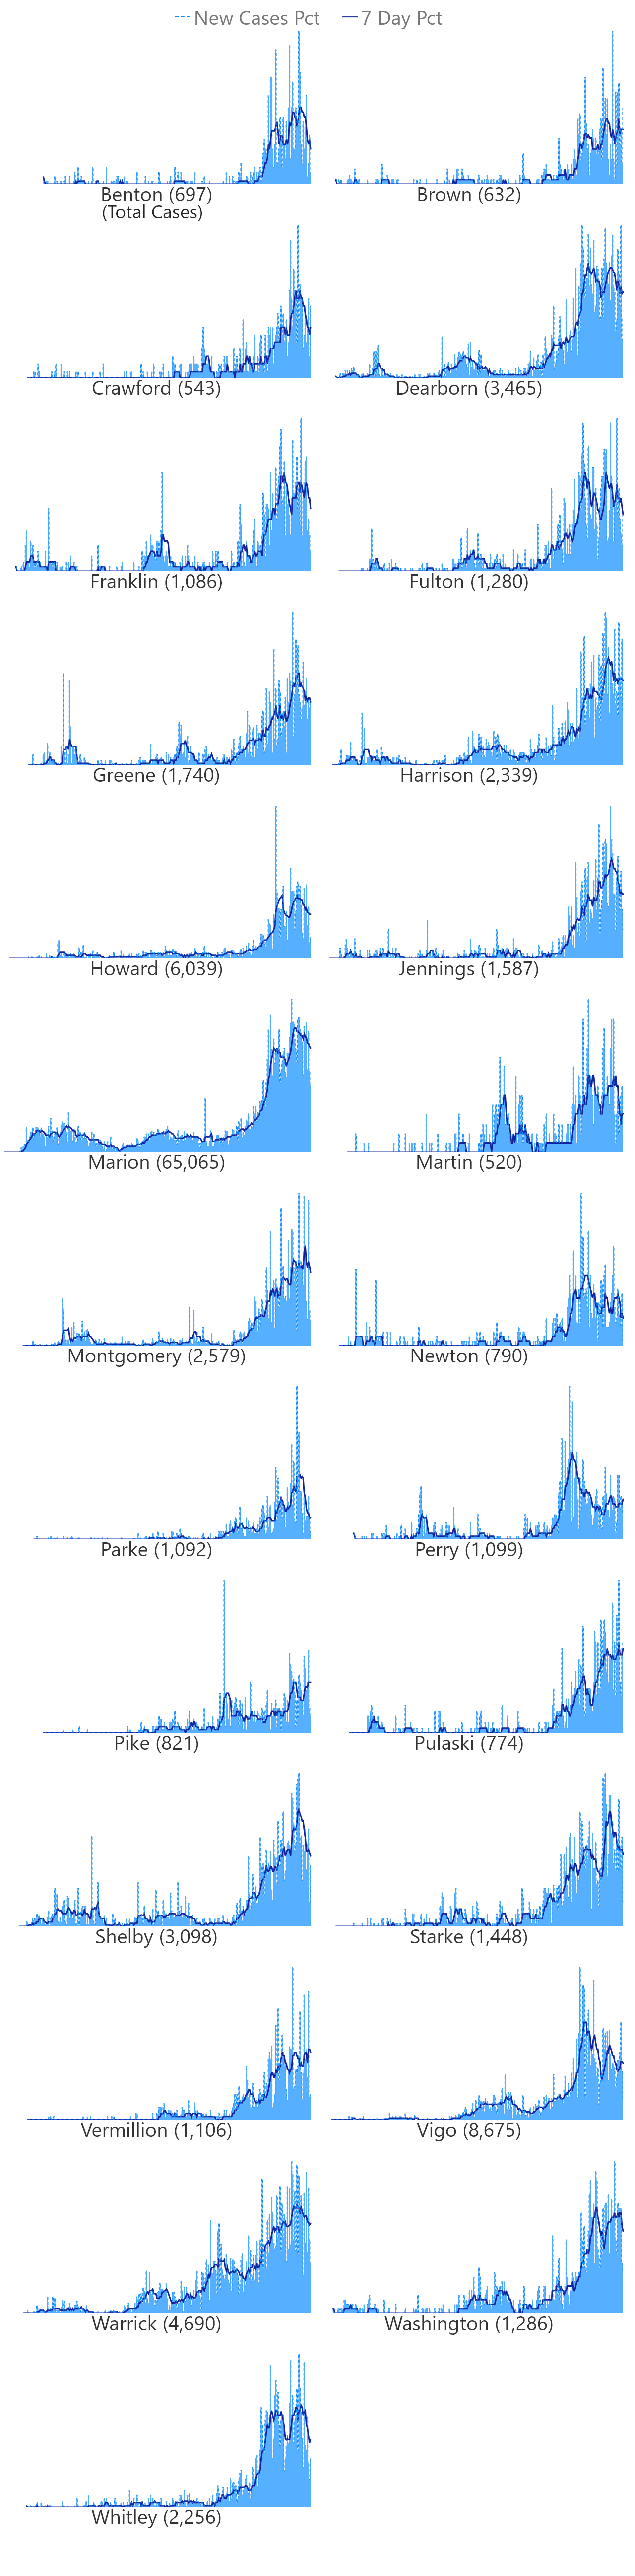 New Cases Pct 7 Day Pct
Benton (697)
(Total Cases)
Brown (632)
Crawford (543)
Dearborn (3,465)
Franklin (1,086)
Fulton (1,280)
Greene (1,740)
Harrison (2,339)
Howard (6,039)
Jennings (1,587)
Marion (65,065)
Martin (520)
Montgomery (2,579)
Newton (790)
Parke (1,092)
Perry (1,099)
Pike (821)
Pulaski (774)
Shelby (3,098)
Starke (1,448)
Vermillion (1,106)
Vigo (8,675)
Warrick (4,690)
Washington (1,286)
Whitley (2,256)